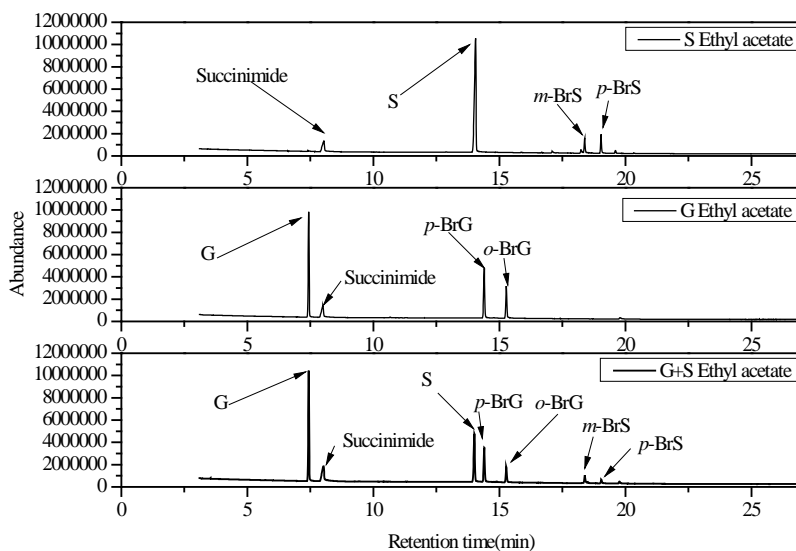 12000000
10000000
8000000
6000000
4000000
2000000
0
S Ethyl acetate
Succinimide
S
m-BrS
p-BrS
0 5 10 15 20 25
12000000
10000000
8000000
6000000
4000000
2000000
0
G Ethyl acetate
G
Succinimide
p-BrG
o-BrG
0 5 10 15 20 25
Abundance
12000000
10000000
8000000
6000000
4000000
2000000
0
G+S Ethyl acetate
G
Succinimide
S
p-BrG
o-BrG
m-BrS
p-BrS
0 5 10 15 20 25
Retention time(min)